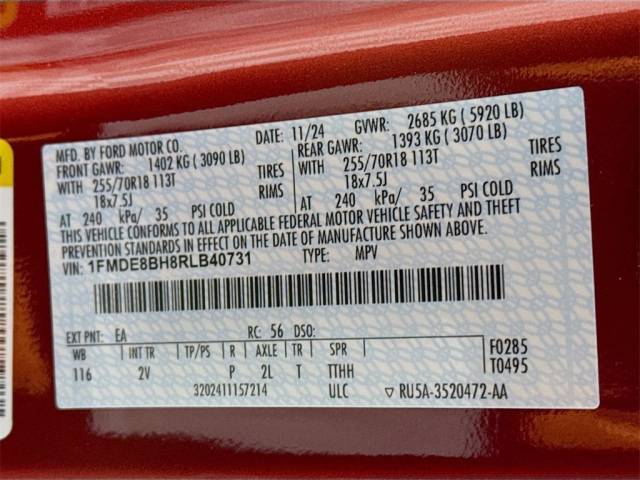 MFD. BY FORD MOTOR CO.
DATE: 11/24 GVWR: 2685 KG ( 5920 LB)
FRONT GAWR: 1402 KG ( 3090 LB)
REAR GAWR: 1393 KG ( 3070 LB)
WITH 255/70R18 113T TIRES
WITH 255/70R18 113T TIRES
18x7.5J RIMS
18x7.5J RIMS
AT 240 kPa/ 35 PSI COLD
AT 240 kPa/ 35 PSI COLD
THIS VEHICLE CONFORMS TO ALL APPLICABLE FEDERAL MOTOR VEHICLE SAFETY AND THEFT
PREVENTION STANDARDS IN EFFECT ON THE DATE OF MANUFACTURE SHOWN ABOVE.
VIN: 1FMDE8BH8RLB40731 TYPE: MPV
EXT PNT: EA RC: 56 DSO:
WB INT TR TP/PS R AXLE TR SPR F0285
116 2V P 2L T TTHH T0495
3202411157214 ULC ▽ RU5A-3520472-AA